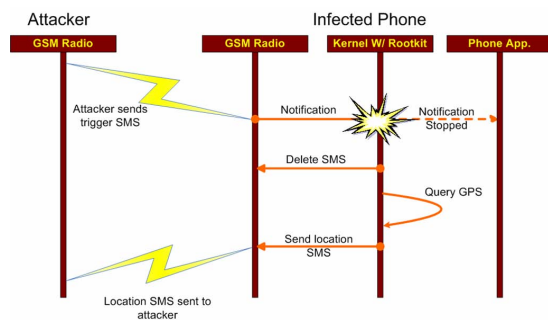 Attacker
Infected Phone
GSM Radio
GSM Radio
Kernel W/ Rootkit
Phone App.
Attacker sends
trigger SMS
Notification
Notification
Stopped
Delete SMS
Query GPS
Send location
SMS
Location SMS sent to
attacker